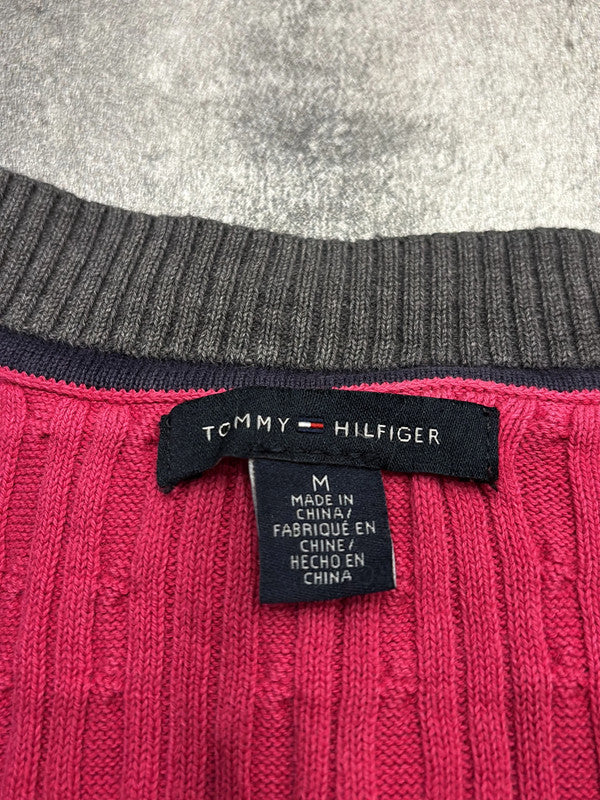 TOMMY HILFIGER
M
MADE IN
CHINA/
FABRIQUÉ EN
CHINE/
HECHO EN
CHINA